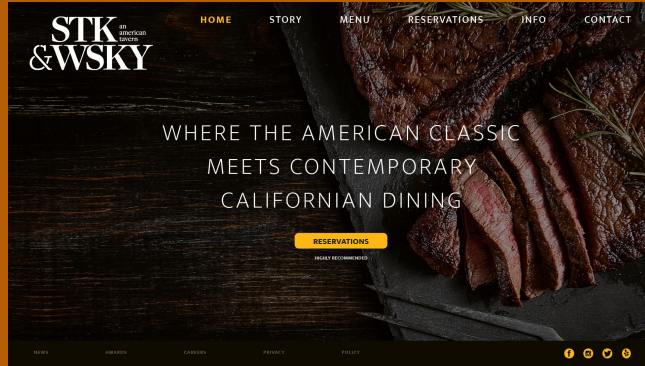 STK an american tavern
&WSKY
HOME STORY MENU RESERVATIONS INFO CONTACT
WHERE THE AMERICAN CLASSIC
MEETS CONTEMPORARY
CALIFORNIAN DINING
RESERVATIONS
HIGHLY RECOMMENDED
NEWS AWARDS CAREERS PRIVACY POLICY